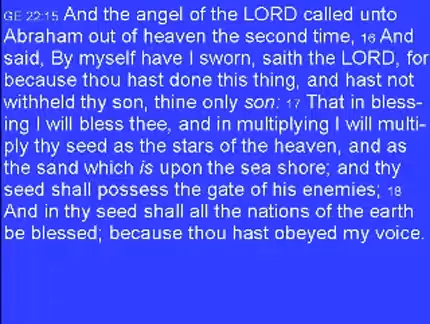 GE 22:15 And the angel of the LORD called unto
Abraham out of heaven the second time, 16 And
said, By myself have I sworn, saith the LORD, for
because thou hast done this thing, and hast not
withheld thy son, thine only son: 17 That in bless-
ing I will bless thee, and in multiplying I will multi-
ply thy seed as the stars of the heaven, and as
the sand which is upon the sea shore; and thy
seed shall possess the gate of his enemies; 18
And in thy seed shall all the nations of the earth
be blessed; because thou hast obeyed my voice.